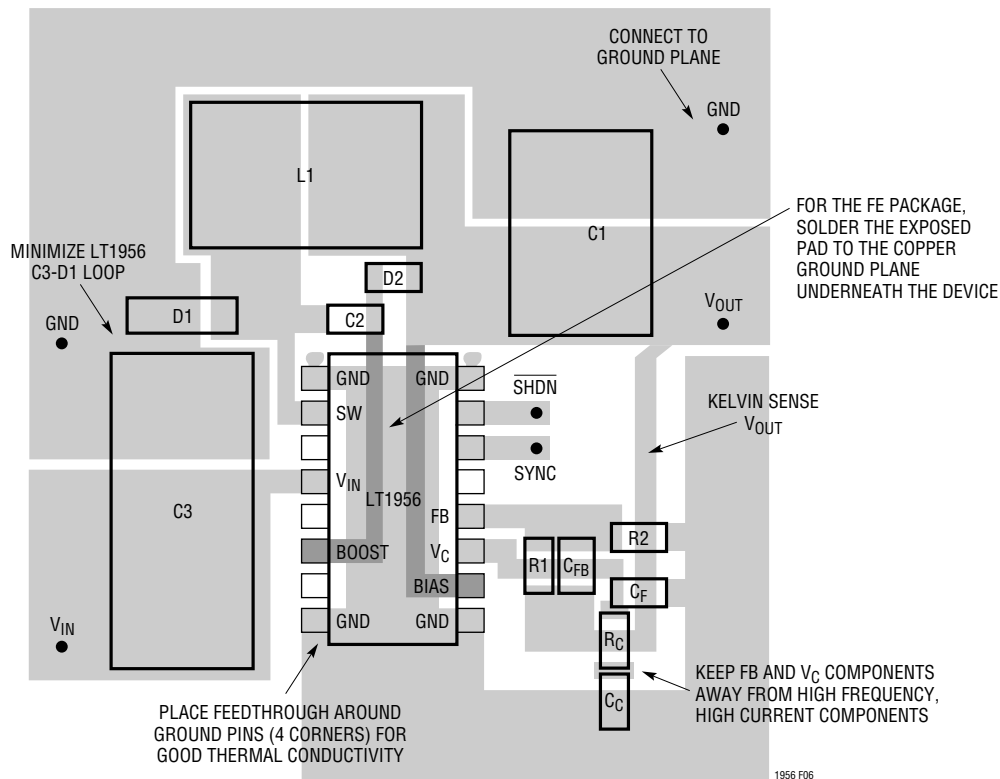 CONNECT TO
GROUND PLANE
GND
L1
C1
FOR THE FE PACKAGE,
SOLDER THE EXPOSED
PAD TO THE COPPER
GROUND PLANE
UNDERNEATH THE DEVICE
MINIMIZE LT1956
C3-D1 LOOP
D2
D1
C2
GND
VOUT
GND
GND
SHDN
SW
KELVIN SENSE
VOUT
SYNC
VIN
LT1956
C3
FB
R2
BOOST
VC
R1
CFB
BIAS
CF
VIN
GND
GND
RC
KEEP FB AND VC COMPONENTS
AWAY FROM HIGH FREQUENCY,
HIGH CURRENT COMPONENTS
CC
PLACE FEEDTHROUGH AROUND
GROUND PINS (4 CORNERS) FOR
GOOD THERMAL CONDUCTIVITY
1956 F06